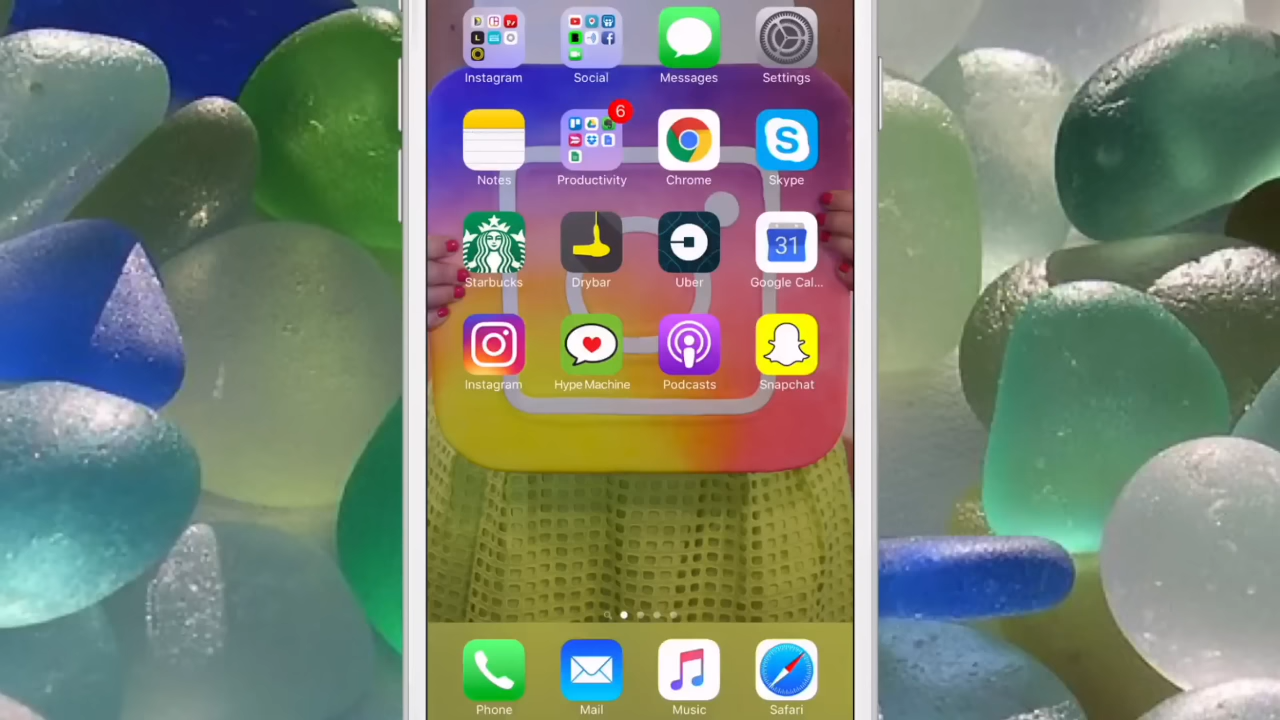 Instagram Social Messages Settings
6
Notes Productivity Chrome Skype
31
Starbucks Drybar Uber Google Cal...
Instagram Hype Machine Podcasts Snapchat
Phone Mail Music Safari